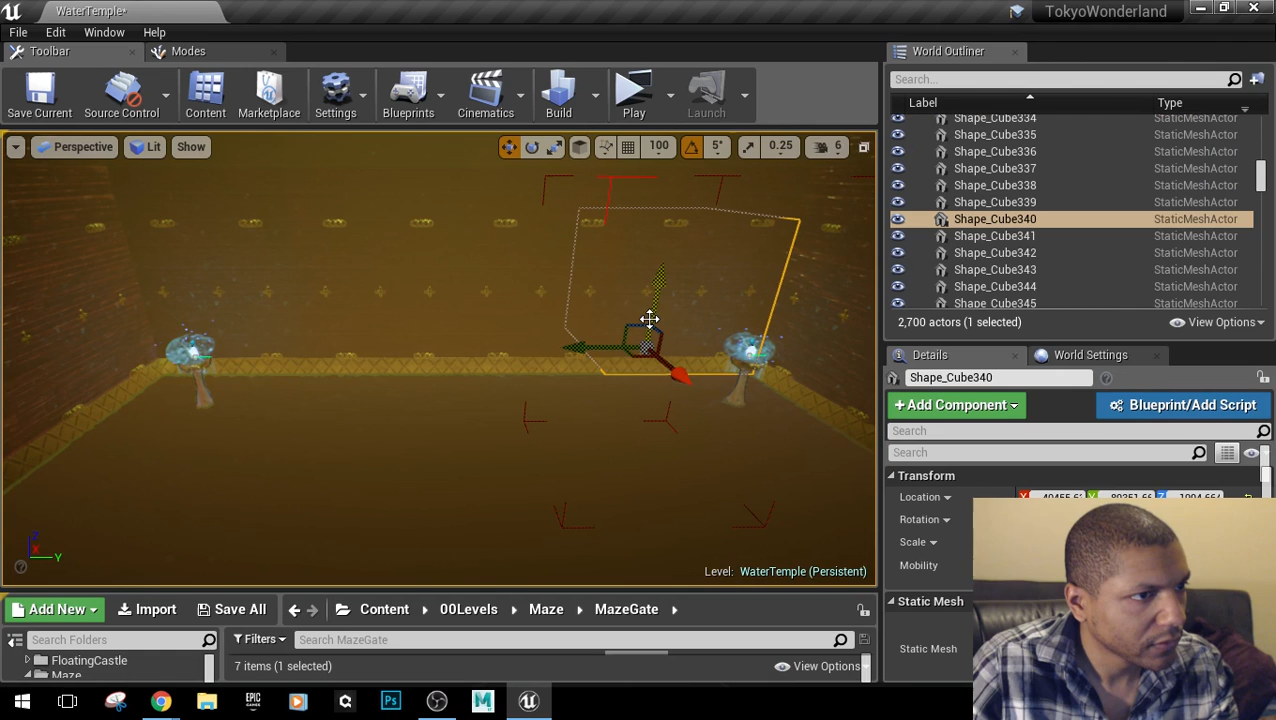 WaterTemple*
TokyoWonderland
File Edit Window Help
Toolbar
Modes
Save Current
Source Control
Content
Marketplace
Settings
Blueprints
Cinematics
Build
Play
Launch
Perspective
Lit
Show
100
5°
0.25
6
Level: WaterTemple (Persistent)
Z
X
Y
World Outliner
Search...
Label Type
Shape_Cube334 StaticMeshActor
Shape_Cube335 StaticMeshActor
Shape_Cube336 StaticMeshActor
Shape_Cube337 StaticMeshActor
Shape_Cube338 StaticMeshActor
Shape_Cube339 StaticMeshActor
Shape_Cube340 StaticMeshActor
Shape_Cube341 StaticMeshActor
Shape_Cube342 StaticMeshActor
Shape_Cube343 StaticMeshActor
Shape_Cube344 StaticMeshActor
Shape_Cube345 StaticMeshActor
2,700 actors (1 selected)
View Options
Details
World Settings
Shape_Cube340
+Add Component
Blueprint/Add Script
Search
Search
Transform
Location X Y Z
Rotation
Scale
Mobility
Static Mesh
Static Mesh
Add New
Import
Save All
Content
00Levels
Maze
MazeGate
Search Folders
Filters
Search MazeGate
FloatingCastle
Maze
7 items (1 selected)
View Options
EPIC
GAMES
Ps
M